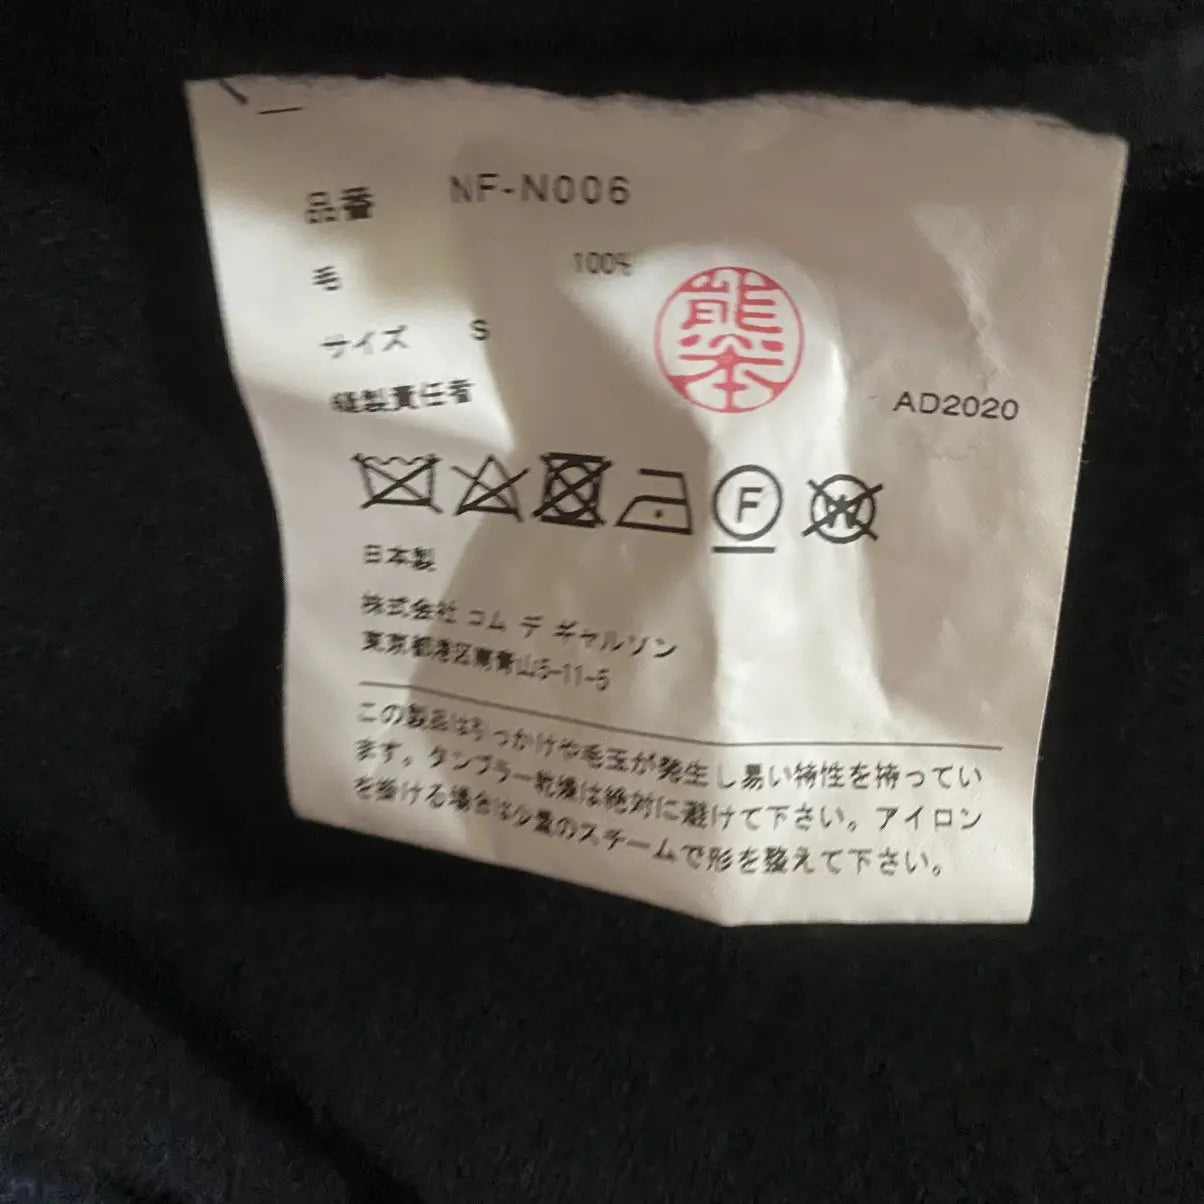 品番 NF-N006
毛 100%
サイズ S
縫製責任者
熊本
AD2020
F
W
日本製
株式会社 コム デ ギャルソン
東京都港区南青山5-11-5
この製品は引っかけや毛玉が発生し易い特性を持ってい
ます。タンブラー乾燥は絶対に避けて下さい。アイロン
を掛ける場合は少量のスチームで形を整えて下さい。